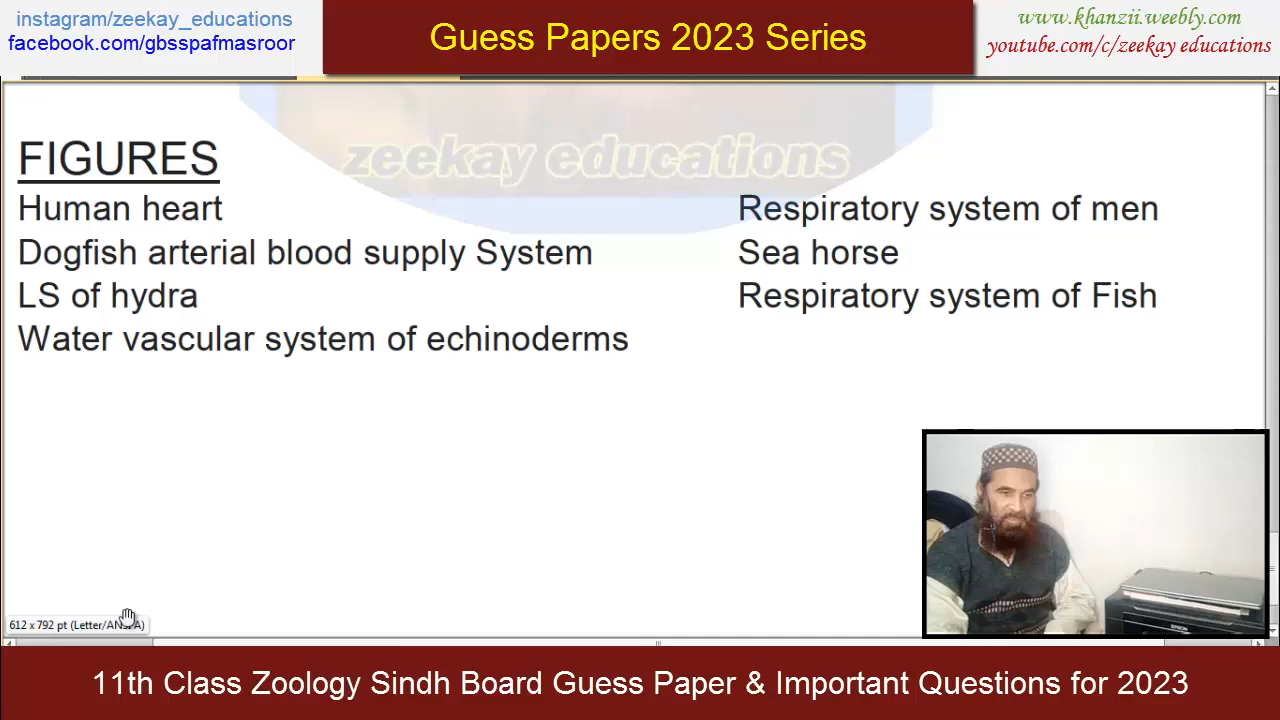 instagram/zeekay_educations
facebook.com/gbsspafmasroor
Guess Papers 2023 Series
www.khanzii.weebly.com
youtube.com/c/zeekay educations
zeekay educations
FIGURES
Human heart
Respiratory system of men
Dogfish arterial blood supply System
Sea horse
LS of hydra
Respiratory system of Fish
Water vascular system of echinoderms
EPSON
612 x 792 pt (Letter/ANSI A)
11th Class Zoology Sindh Board Guess Paper & Important Questions for 2023